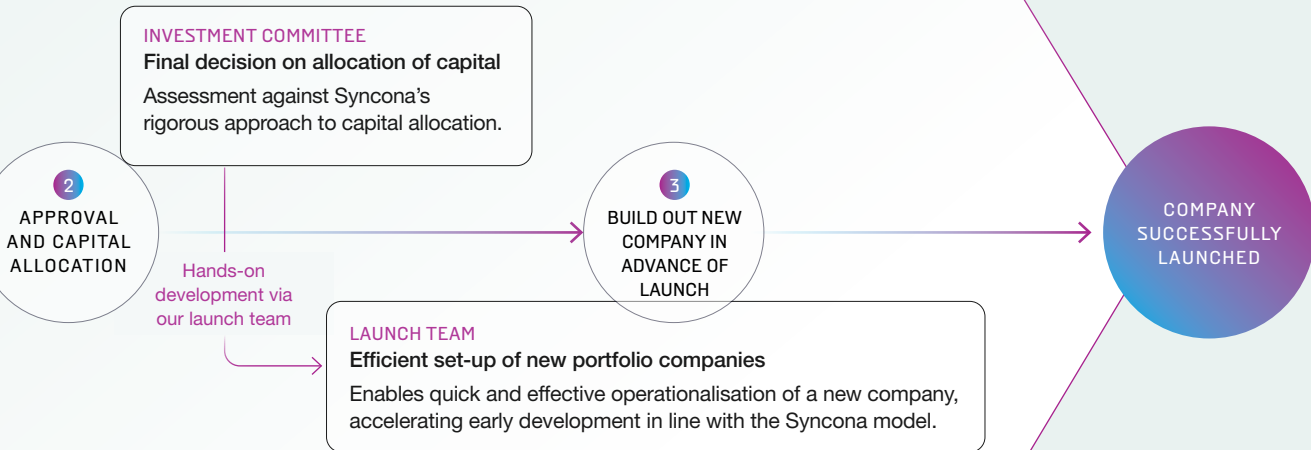 INVESTMENT COMMITTEE
Final decision on allocation of capital
Assessment against Syncona’s
rigorous approach to capital allocation.
2
APPROVAL
AND CAPITAL
ALLOCATION
Hands-on
development via
our launch team
3
BUILD OUT NEW
COMPANY IN
ADVANCE OF
LAUNCH
LAUNCH TEAM
Efficient set-up of new portfolio companies
Enables quick and effective operationalisation of a new company,
accelerating early development in line with the Syncona model.
COMPANY
SUCCESSFULLY
LAUNCHED